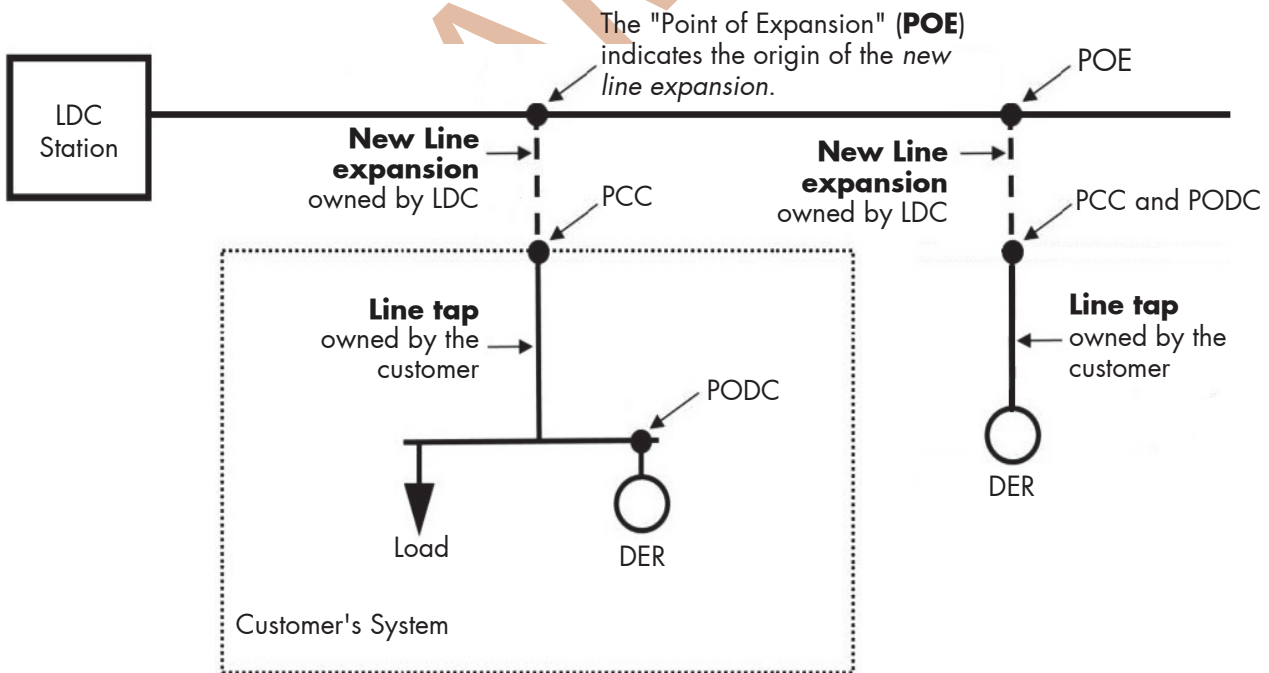 The "Point of Expansion" (POE)
indicates the origin of the new
line expansion.
POE
LDC
Station
New Line
expansion
owned by LDC
PCC
New Line
expansion
owned by LDC
PCC and PODC
Line tap
owned by the
customer
Line tap
owned by the
customer
PODC
Load
DER
DER
Customer's System